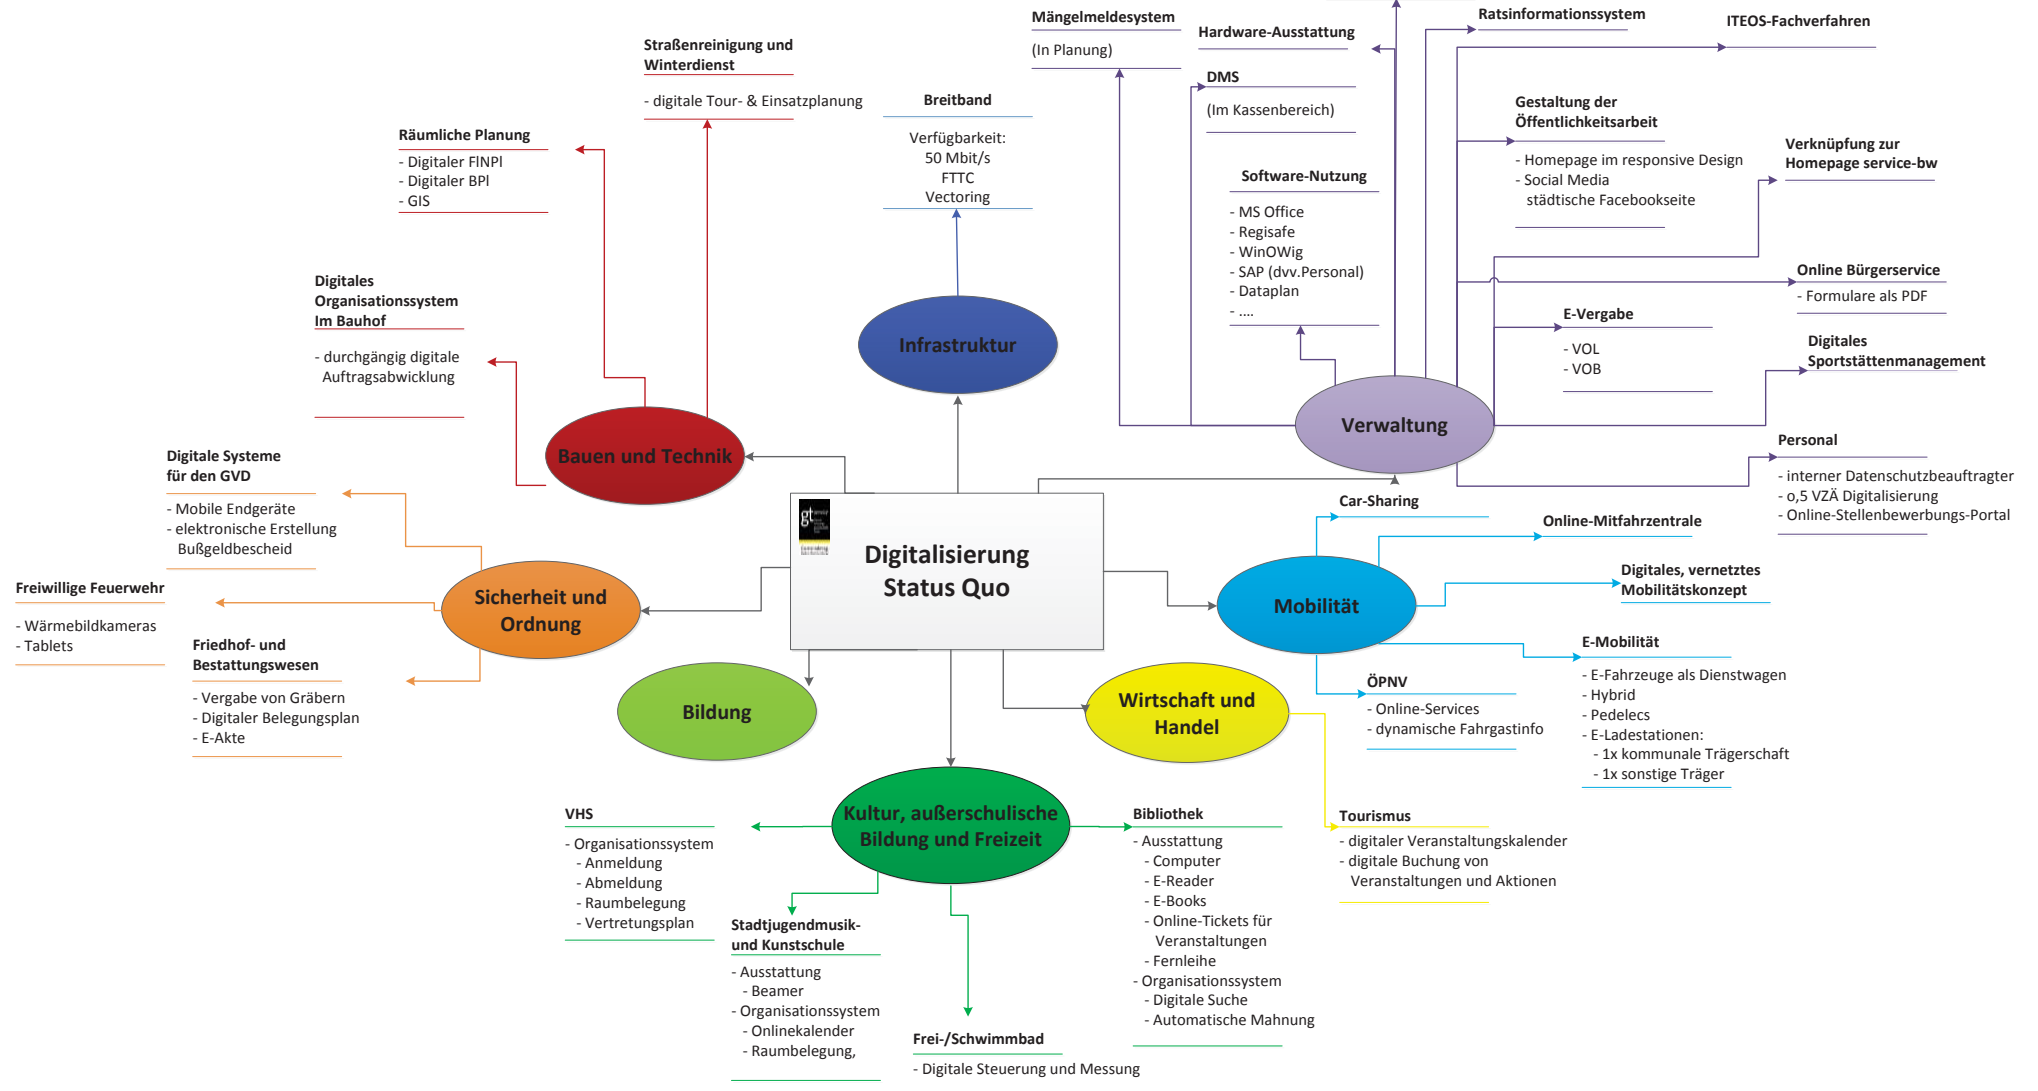 Mängelmeldesystem
(In Planung)
Hardware-Ausstattung
Ratsinformationssystem
ITEOS-Fachverfahren
Straßenreinigung und
Winterdienst
- digitale Tour- & Einsatzplanung
Breitband
Verfügbarkeit:
50 Mbit/s
FTTC
Vectoring
DMS
(Im Kassenbereich)
Gestaltung der
Öffentlichkeitsarbeit
- Homepage im responsive Design
- Social Media
städtische Facebookseite
Verknüpfung zur
Homepage service-bw
Räumliche Planung
- Digitaler FlNPl
- Digitaler BPl
- GIS
Software-Nutzung
- MS Office
- Regisafe
- WinOWig
- SAP (dvv.Personal)
- Dataplan
- ....
Online Bürgerservice
- Formulare als PDF
E-Vergabe
- VOL
- VOB
Digitales
Sportstättenmanagement
Digitales
Organisationssystem
Im Bauhof
- durchgängig digitale
Auftragsabwicklung
Infrastruktur
Verwaltung
Bauen und Technik
Personal
- interner Datenschutzbeauftragter
- o,5 VZÄ Digitalisierung
- Online-Stellenbewerbungs-Portal
Digitale Systeme
für den GVD
- Mobile Endgeräte
- elektronische Erstellung
Bußgeldbescheid
gt
Digitalisierung
Status Quo
Car-Sharing
Online-Mitfahrzentrale
Digitales, vernetztes
Mobilitätskonzept
Mobilität
Freiwillige Feuerwehr
- Wärmebildkameras
- Tablets
Sicherheit und
Ordnung
Friedhof- und
Bestattungswesen
- Vergabe von Gräbern
- Digitaler Belegungsplan
- E-Akte
E-Mobilität
- E-Fahrzeuge als Dienstwagen
- Hybrid
- Pedelecs
- E-Ladestationen:
- 1x kommunale Trägerschaft
- 1x sonstige Träger
ÖPNV
- Online-Services
- dynamische Fahrgastinfo
Bildung
Wirtschaft und
Handel
Kultur, außerschulische
Bildung und Freizeit
VHS
- Organisationssystem
- Anmeldung
- Abmeldung
- Raumbelegung
- Vertretungsplan
Bibliothek
- Ausstattung
- Computer
- E-Reader
- E-Books
- Online-Tickets für
Veranstaltungen
- Fernleihe
- Organisationssystem
- Digitale Suche
- Automatische Mahnung
Tourismus
- digitaler Veranstaltungskalender
- digitale Buchung von
Veranstaltungen und Aktionen
Stadtjugendmusik-
und Kunstschule
- Ausstattung
- Beamer
- Organisationssystem
- Onlinekalender
- Raumbelegung,
Frei-/Schwimmbad
- Digitale Steuerung und Messung